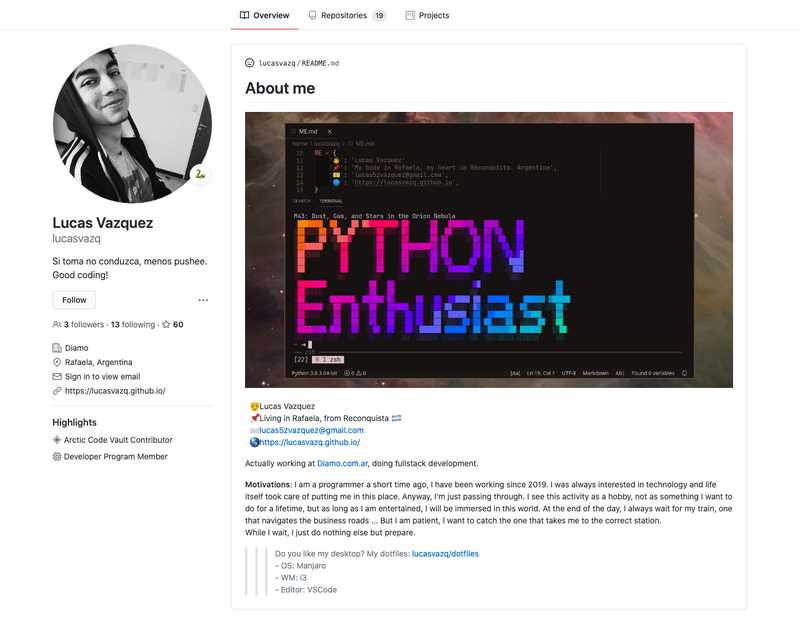 Overview
Repositories 19
Projects
Lucas Vazquez
lucasvazq
Si toma no conduzca, menos pushee.
Good coding!
Follow
3 followers · 13 following · 60
Diamo
Rafaela, Argentina
Sign in to view email
https://lucasvazq.github.io/
Highlights
Arctic Code Vault Contributor
Developer Program Member
lucasvazq/README.md
About me
ME.md
home > lucasvazq > ME.md
10 ME = {
11 '': 'Lucas Vazquez'
12 '': 'My body in Rafaela, my heart in Reconquista. Argentina',
13 '': 'lucas5zvazquez@gmail.com',
14 '': 'https://lucasvazq.github.io',
15 }
SEARCH TERMINAL
M43: Dust, Gas, and Stars in the Orion Nebula
PYTHON
Enthusiast
~ ➜
zsh
[22] 0 1 zsh
Python 3.8.3 64-bit 0 0 [Aa] Ln 19, Col 1 UTF-8 Markdown Ab| Found 0 variables
Lucas Vazquez
Living in Rafaela, from Reconquista
lucas5zvazquez@gmail.com
https://lucasvazq.github.io/
Actually working at Diamo.com.ar, doing fullstack development.
Motivations: I am a programmer a short time ago, I have been working since 2019. I was always interested in technology and life
itself took care of putting me in this place. Anyway, I'm just passing through. I see this activity as a hobby, not as something I want to
do for a lifetime, but as long as I am entertained, I will be immersed in this world. At the end of the day, I always wait for my train, one
that navigates the business roads ... But I am patient, I want to catch the one that takes me to the correct station.
While I wait, I just do nothing else but prepare.
Do you like my desktop? My dotfiles: lucasvazq/dotfiles
- OS: Manjaro
- WM: i3
- Editor: VSCode